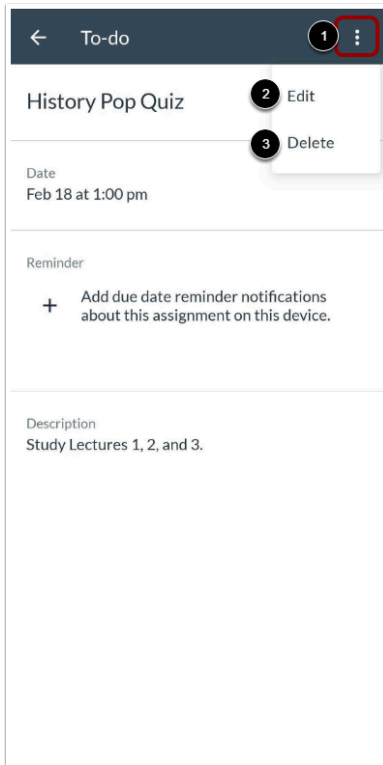 To-do
1
History Pop Quiz
2 Edit
3 Delete
Date
Feb 18 at 1:00 pm
Reminder
+ Add due date reminder notifications
about this assignment on this device.
Description
Study Lectures 1, 2, and 3.